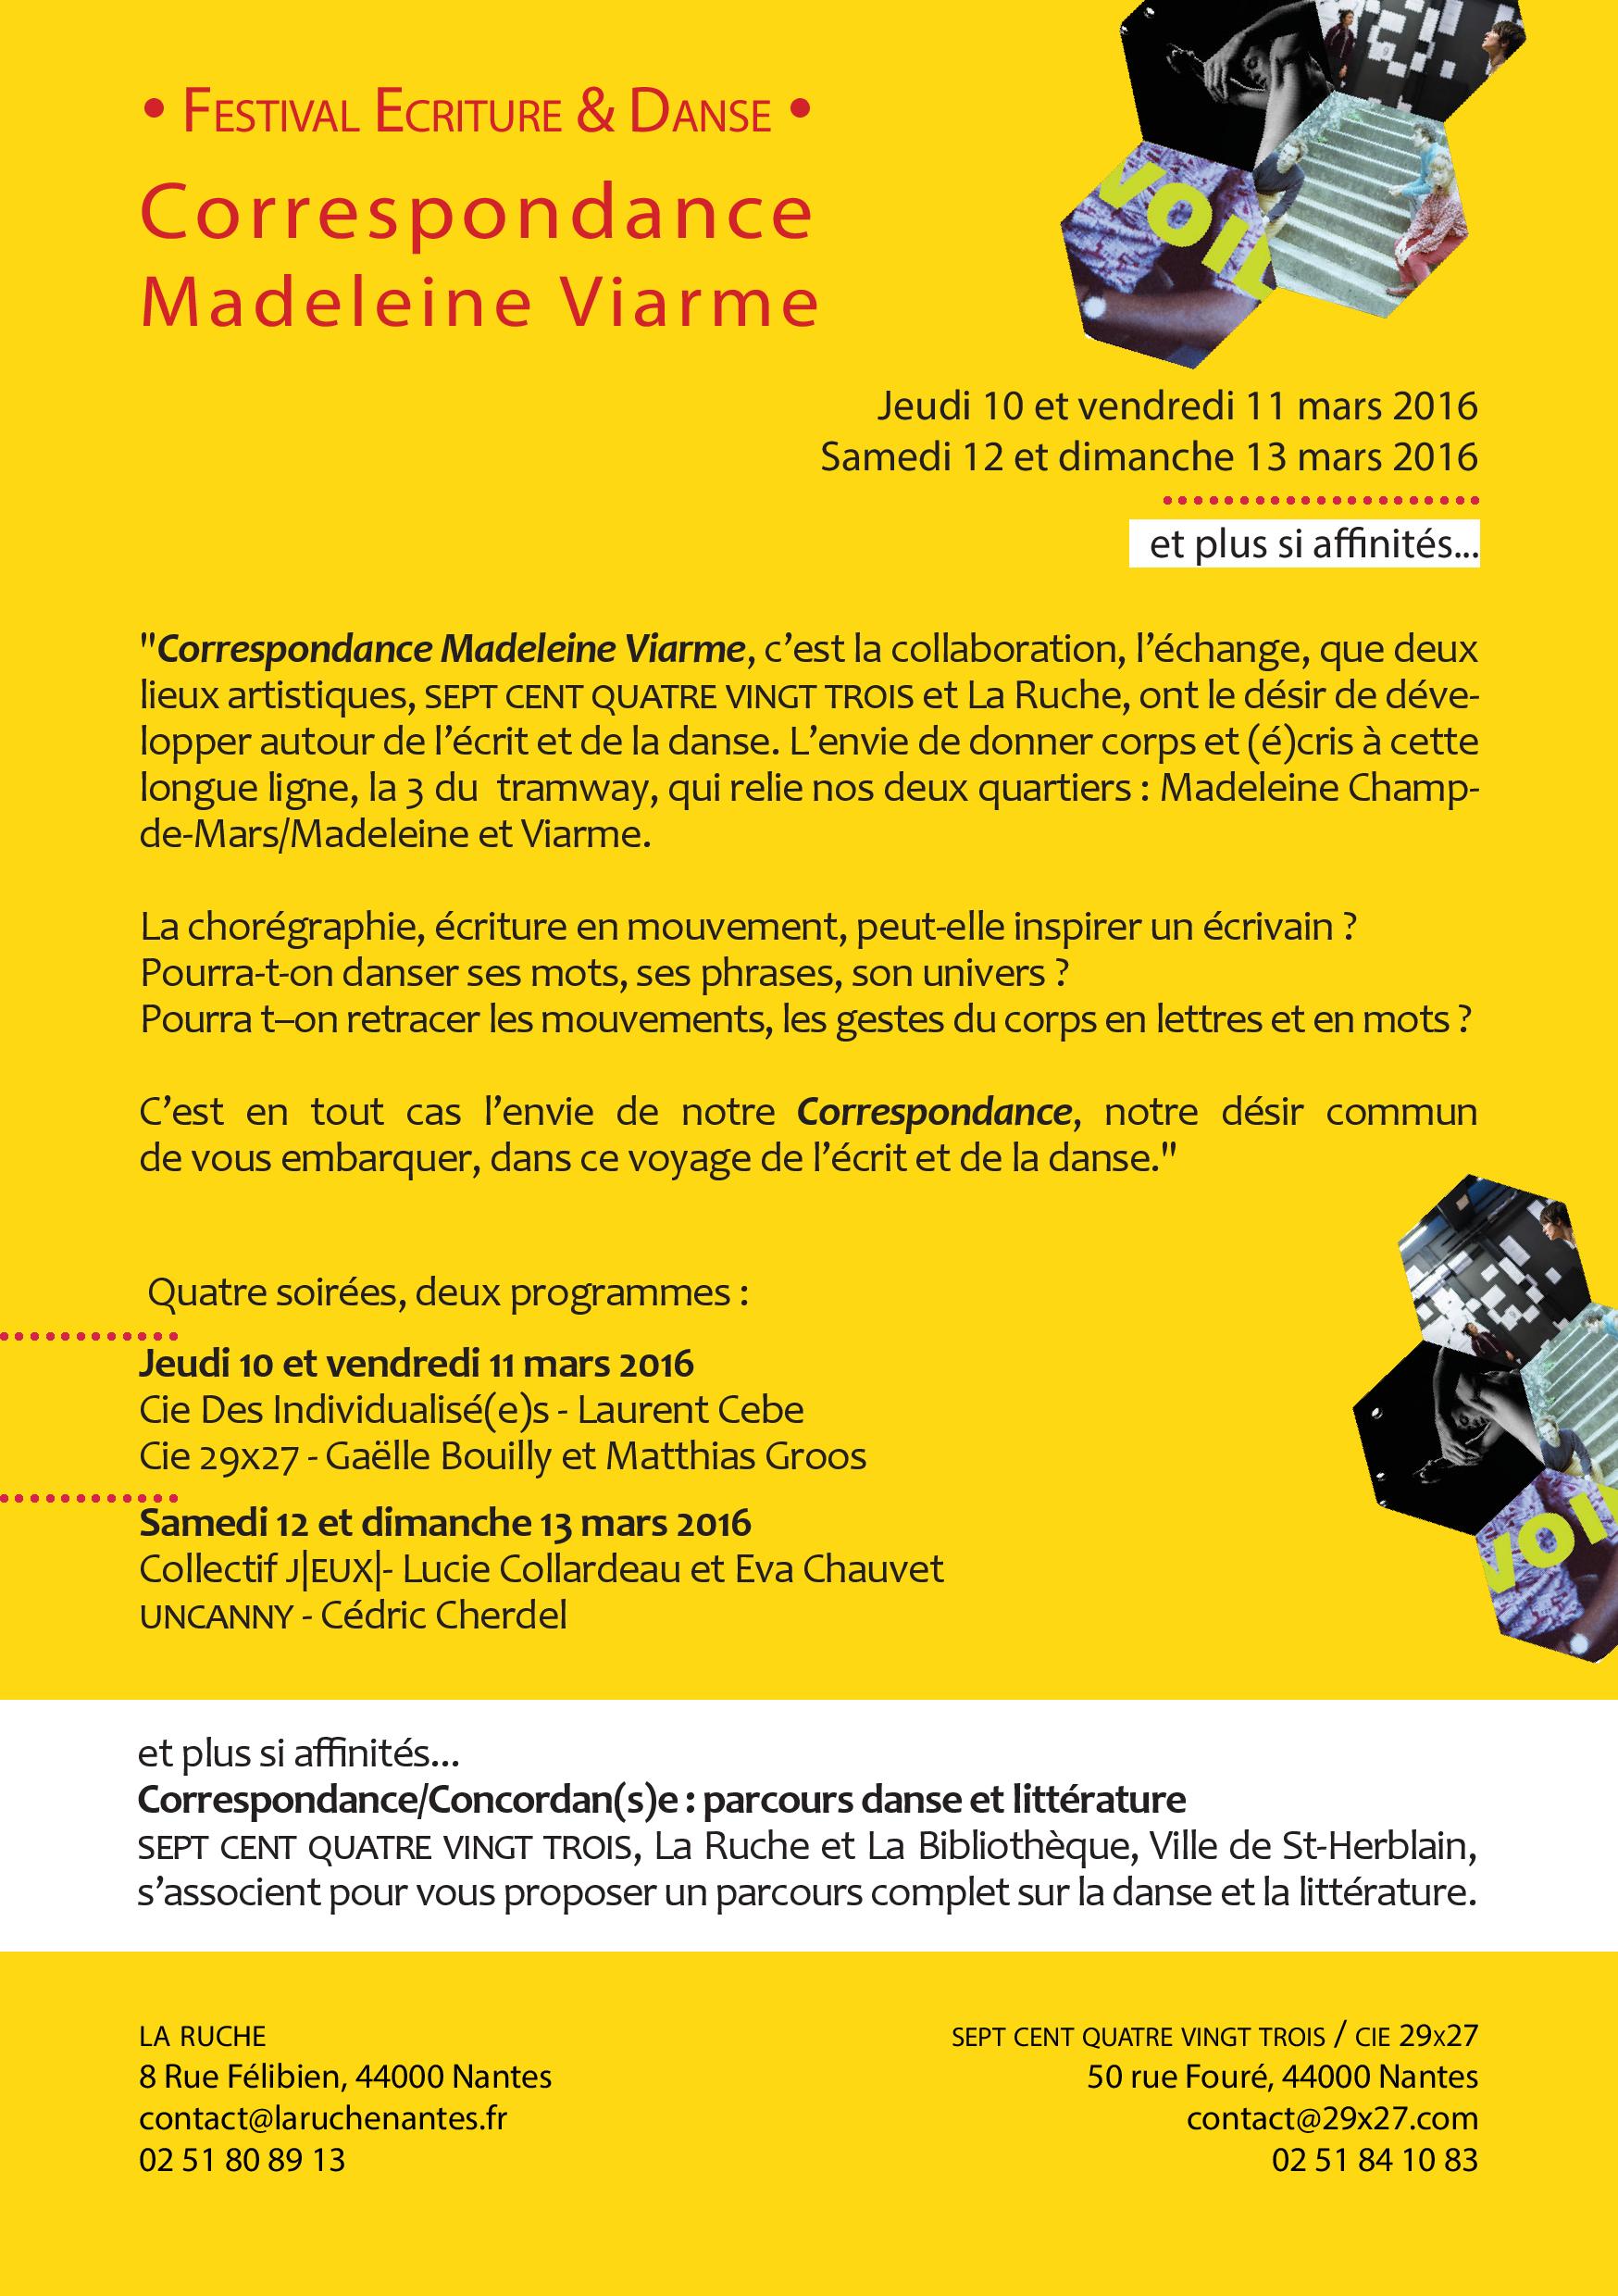 • Festival Ecriture & Danse •
Correspondance
Madeleine Viarme
VOIL
Jeudi 10 et vendredi 11 mars 2016
Samedi 12 et dimanche 13 mars 2016
et plus si affinités...
"Correspondance Madeleine Viarme, c’est la collaboration, l’échange, que deux
lieux artistiques, SEPT CENT QUATRE VINGT TROIS et La Ruche, ont le désir de déve-
lopper autour de l’écrit et de la danse. L’envie de donner corps et (é)cris à cette
longue ligne, la 3 du  tramway, qui relie nos deux quartiers : Madeleine Champ-
de-Mars/Madeleine et Viarme.
La chorégraphie, écriture en mouvement, peut-elle inspirer un écrivain ?
Pourra-t-on danser ses mots, ses phrases, son univers ?
Pourra t–on retracer les mouvements, les gestes du corps en lettres et en mots ?
C’est en tout cas l’envie de notre Correspondance, notre désir commun
de vous embarquer, dans ce voyage de l’écrit et de la danse."
Quatre soirées, deux programmes :
Jeudi 10 et vendredi 11 mars 2016
Cie Des Individualisé(e)s - Laurent Cebe
Cie 29x27 - Gaëlle Bouilly et Matthias Groos
Samedi 12 et dimanche 13 mars 2016
Collectif J|EUX|- Lucie Collardeau et Eva Chauvet
UNCANNY - Cédric Cherdel
VOI
et plus si affinités...
Correspondance/Concordan(s)e : parcours danse et littérature
SEPT CENT QUATRE VINGT TROIS, La Ruche et La Bibliothèque, Ville de St-Herblain,
s’associent pour vous proposer un parcours complet sur la danse et la littérature.
LA RUCHE
8 Rue Félibien, 44000 Nantes
contact@laruchenantes.fr
02 51 80 89 13
SEPT CENT QUATRE VINGT TROIS / CIE 29X27
50 rue Fouré, 44000 Nantes
contact@29x27.com
02 51 84 10 83